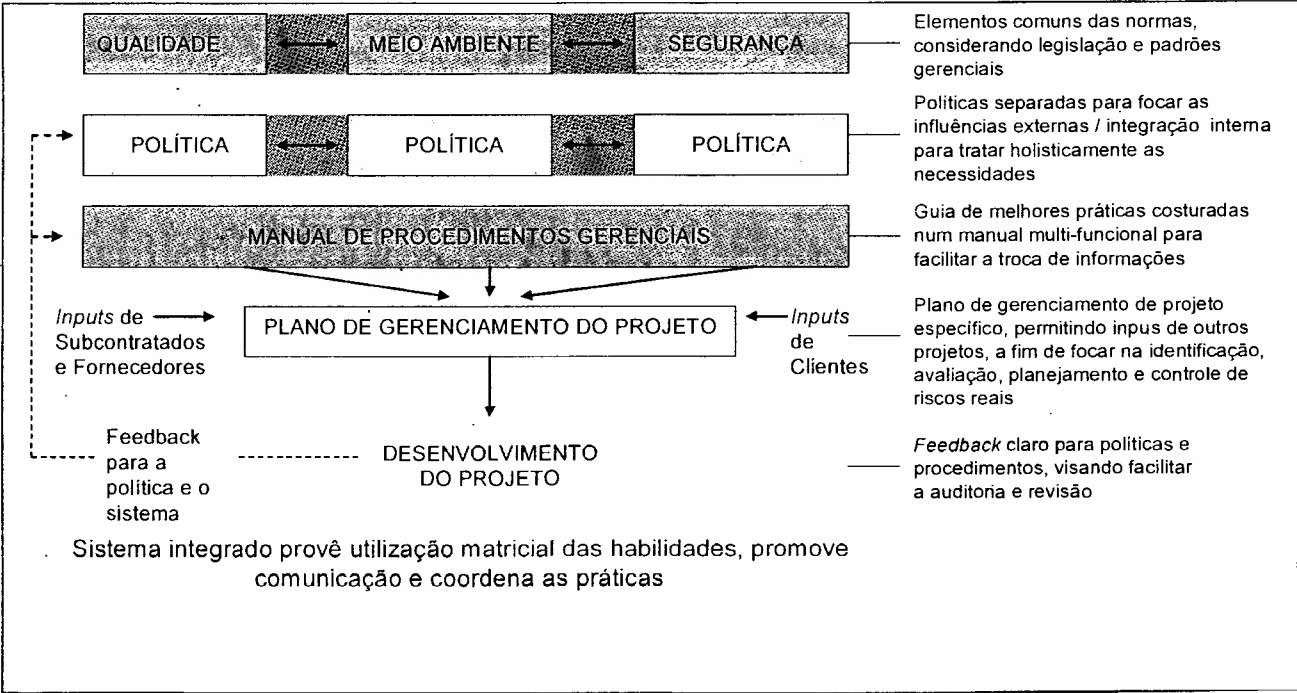 QUALIDADE
MEIO AMBIENTE
SEGURANÇA
Elementos comuns das normas,
considerando legislação e padrões
gerenciais
POLÍTICA
POLÍTICA
POLÍTICA
Políticas separadas para focar as
influências externas / integração interna
para tratar holisticamente as
necessidades
MANUAL DE PROCEDIMENTOS GERENCIAIS
Guia de melhores práticas costuradas
num manual multi-funcional para
facilitar a troca de informações
Inputs de
Subcontratados
e Fornecedores
PLANO DE GERENCIAMENTO DO PROJETO
Inputs
de
Clientes
Plano de gerenciamento de projeto
específico, permitindo inpus de outros
projetos, a fim de focar na identificação,
avaliação, planejamento e controle de
riscos reais
Feedback
para a
política e o
sistema
DESENVOLVIMENTO
DO PROJETO
Feedback claro para políticas e
procedimentos, visando facilitar
a auditoria e revisão
Sistema integrado provê utilização matricial das habilidades, promove
comunicação e coordena as práticas